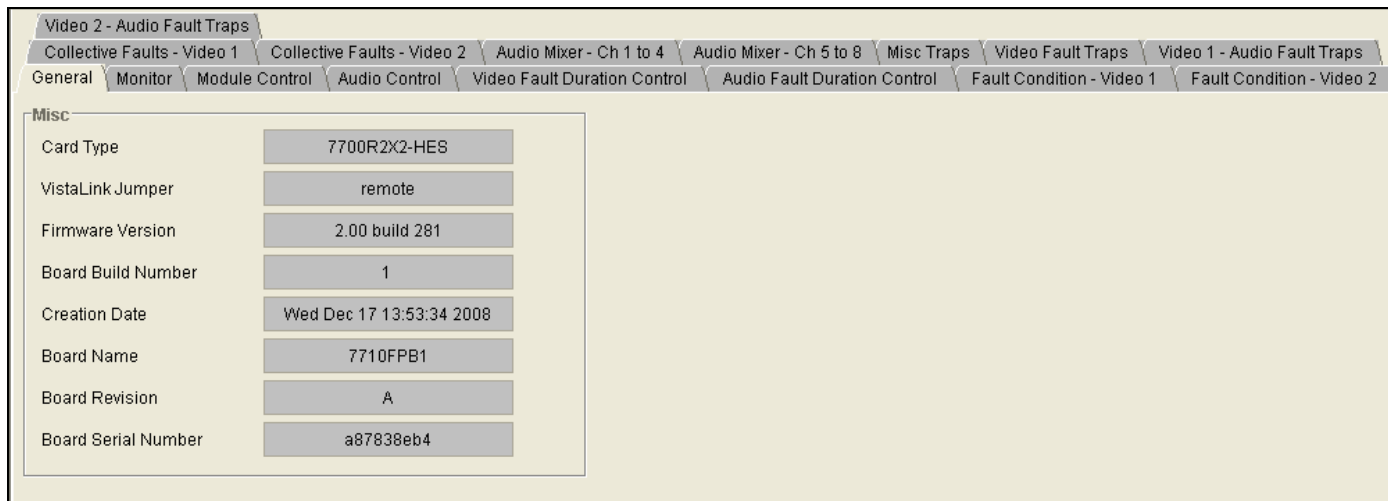 Video 2 - Audio Fault Traps
Collective Faults - Video 1 Collective Faults - Video 2 Audio Mixer - Ch 1 to 4 Audio Mixer - Ch 5 to 8 Misc Traps Video Fault Traps Video 1 - Audio Fault Traps
General Monitor Module Control Audio Control Video Fault Duration Control Audio Fault Duration Control Fault Condition - Video 1 Fault Condition - Video 2
Misc
Card Type 7700R2X2-HES
VistaLink Jumper remote
Firmware Version 2.00 build 281
Board Build Number 1
Creation Date Wed Dec 17 13:53:34 2008
Board Name 7710FPB1
Board Revision A
Board Serial Number a87838eb4